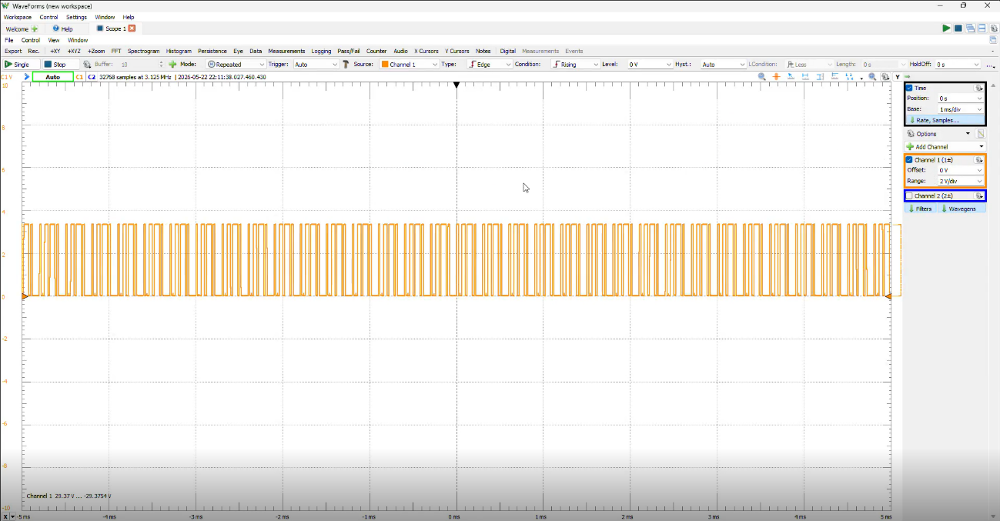 WaveForms (new workspace)
Workspace Control Settings Window Help
Welcome Help Scope 1
File Control View Window
Export Rec. +XY +XYZ +Zoom FFT Spectrogram Histogram Persistence Eye Data Measurements Logging Pass/Fail Counter Audio X Cursors Y Cursors Notes Digital Measurements Events
Single Stop Buffer: 10 Mode: Repeated Trigger: Auto Source: Channel 1 Type: Edge Condition: Rising Level: 0 V Hyst.: Auto LCondition: Less Length: 0 s HoldOff: 0 s ...
C1 V Auto C1 C2 32768 samples at 3.125 MHz | 2026-05-22 22:11:38.027.460.430 Y
10
8
6
4
2
0
-2
-4
-6
-8
-10
Channel 1 29.37 V ... -29.3754 V
X -5 ms -4 ms -3 ms -2 ms -1 ms 0 ms 1 ms 2 ms 3 ms 4 ms 5 ms
Time
Position: 0 s
Base: 1 ms/div
Rate, Samples...
Options
Add Channel
Channel 1 (1±)
Offset: 0 V
Range: 2 V/div
Channel 2 (2±)
Filters Wavegens